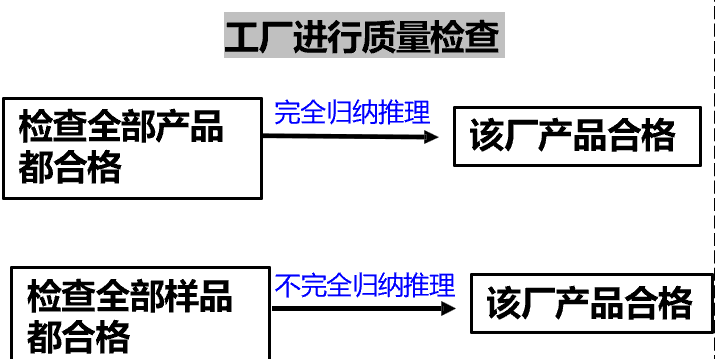 工厂进行质量检查
完全归纳推理
检查全部产品
都合格
该厂产品合格
不完全归纳推理
检查全部样品
都合格
该厂产品合格